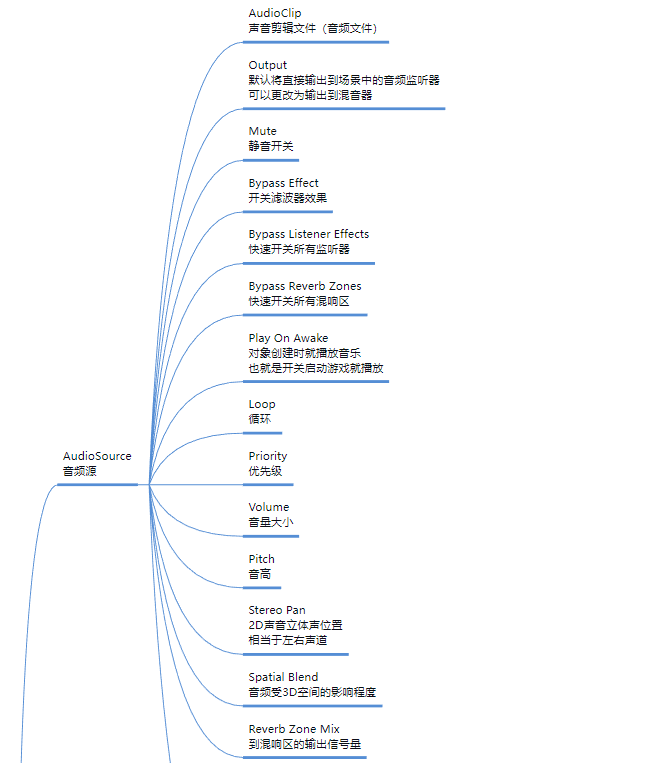 AudioClip
声音剪辑文件（音频文件）
Output
默认将直接输出到场景中的音频监听器
可以更改为输出到混音器
Mute
静音开关
Bypass Effect
开关滤波器效果
Bypass Listener Effects
快速开关所有监听器
Bypass Reverb Zones
快速开关所有混响区
Play On Awake
对象创建时就播放音乐
也就是开关启动游戏就播放
Loop
循环
AudioSource
音频源
Priority
优先级
Volume
音量大小
Pitch
音高
Stereo Pan
2D声音立体声位置
相当于左右声道
Spatial Blend
音频受3D空间的影响程度
Reverb Zone Mix
到混响区的输出信号量